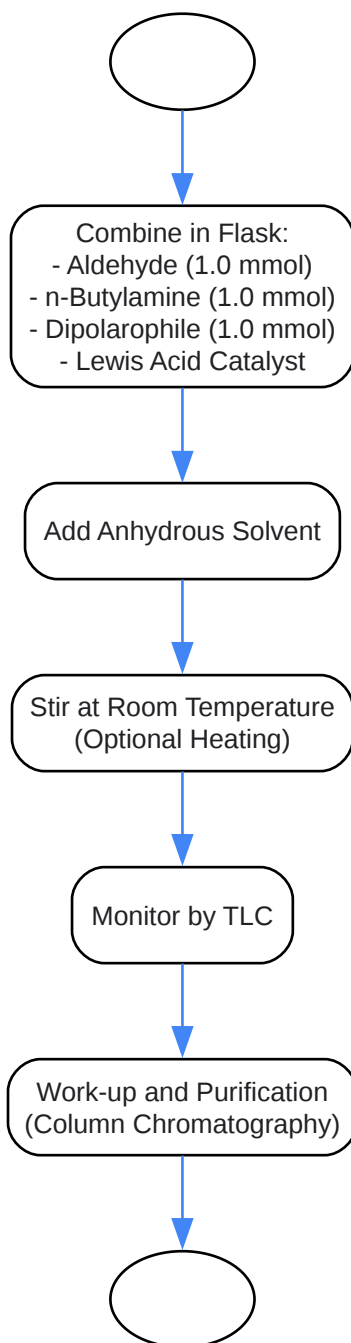 Combine in Flask:
- Aldehyde (1.0 mmol)
- n-Butylamine (1.0 mmol)
- Dipolarophile (1.0 mmol)
- Lewis Acid Catalyst
Add Anhydrous Solvent
Stir at Room Temperature
(Optional Heating)
Monitor by TLC
Work-up and Purification
(Column Chromatography)